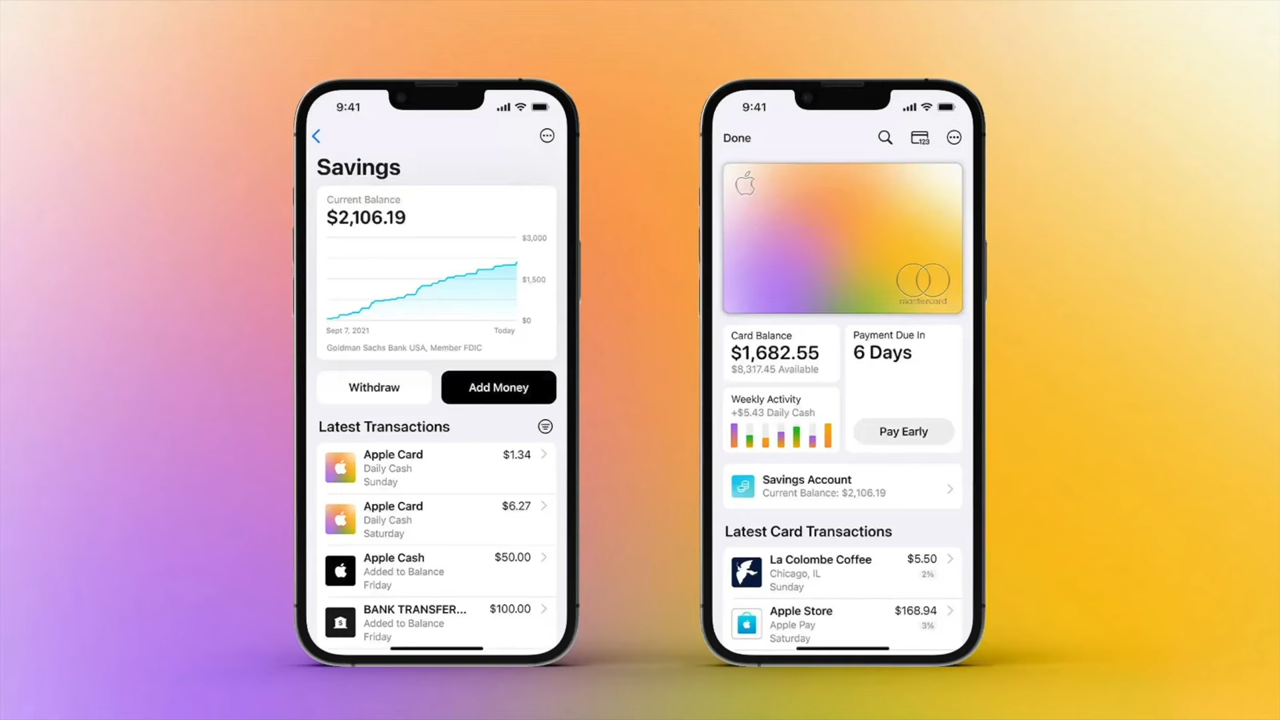 9:41
Savings
Current Balance
$2,106.19
$3,000
$1,500
$0
Sept 7, 2021 Today
Goldman Sachs Bank USA, Member FDIC
Withdraw Add Money
Latest Transactions
Apple Card $1.34
Daily Cash
Sunday
Apple Card $6.27
Daily Cash
Saturday
Apple Cash $50.00
Added to Balance
Friday
BANK TRANSFER... $100.00
Added to Balance
Friday
9:41
Done
123
mastercard
Card Balance
$1,682.55
$8,317.45 Available
Payment Due In
6 Days
Weekly Activity
+$5.43 Daily Cash
Pay Early
Savings Account
Current Balance: $2,106.19
Latest Card Transactions
La Colombe Coffee $5.50
Chicago, IL 2%
Sunday
Apple Store $168.94
Apple Pay 3%
Saturday